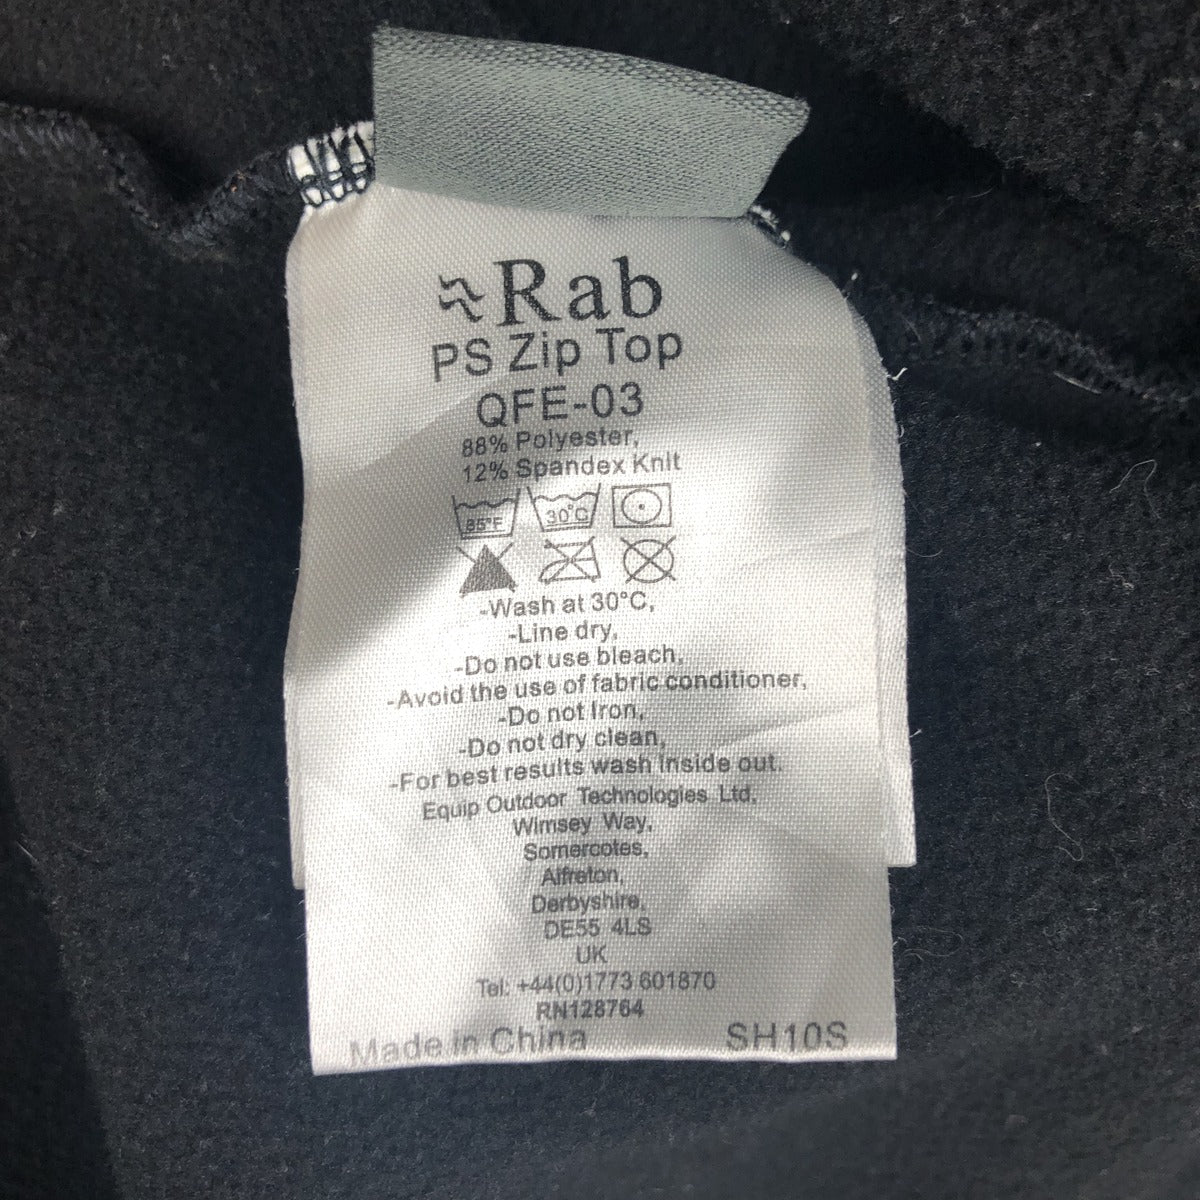 Rab
PS Zip Top
QFE-03
88% Polyester,
12% Spandex Knit
85°F 30°C
-Wash at 30°C,
-Line dry,
-Do not use bleach,
-Avoid the use of fabric conditioner,
-Do not Iron,
-Do not dry clean,
-For best results wash inside out.
Equip Outdoor Technologies Ltd,
Wimsey Way,
Somercotes,
Alfreton,
Derbyshire,
DE55 4LS
UK
Tel: +44(0)1773 601870
RN128764
Made in China SH10S